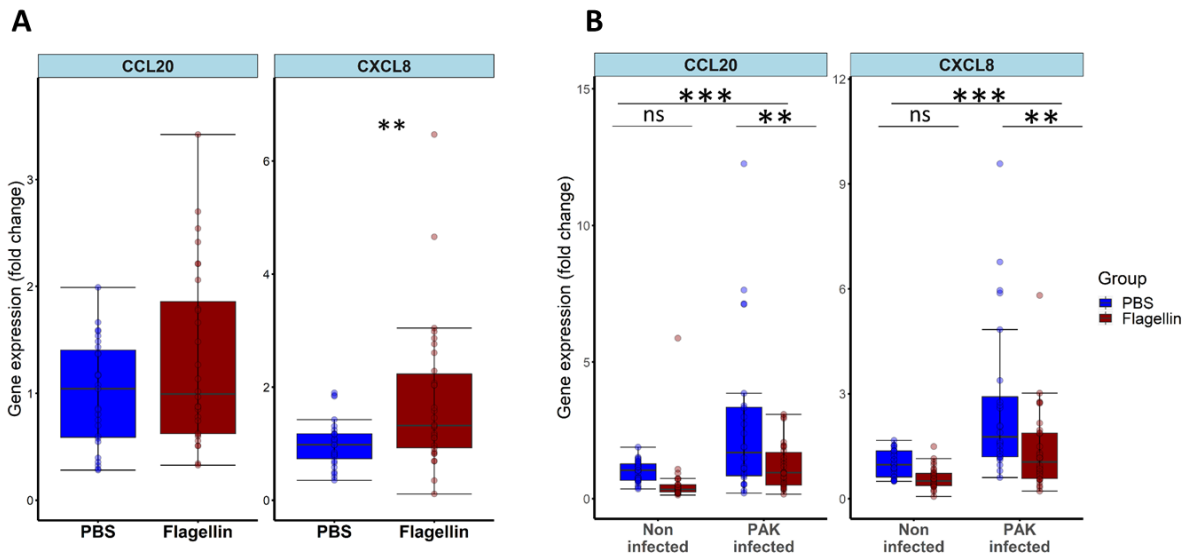 A
B
CCL20
CXCL8
CCL20
CXCL8
Gene expression (fold change)
3
2
1
0
6
4
2
0
**
PBS
Flagellin
PBS
Flagellin
Gene expression (fold change)
15
10
5
0
12
9
6
3
0
***
ns
**
***
ns
**
Non
infected
PAK
infected
Non
infected
PAK
infected
Group
PBS
Flagellin